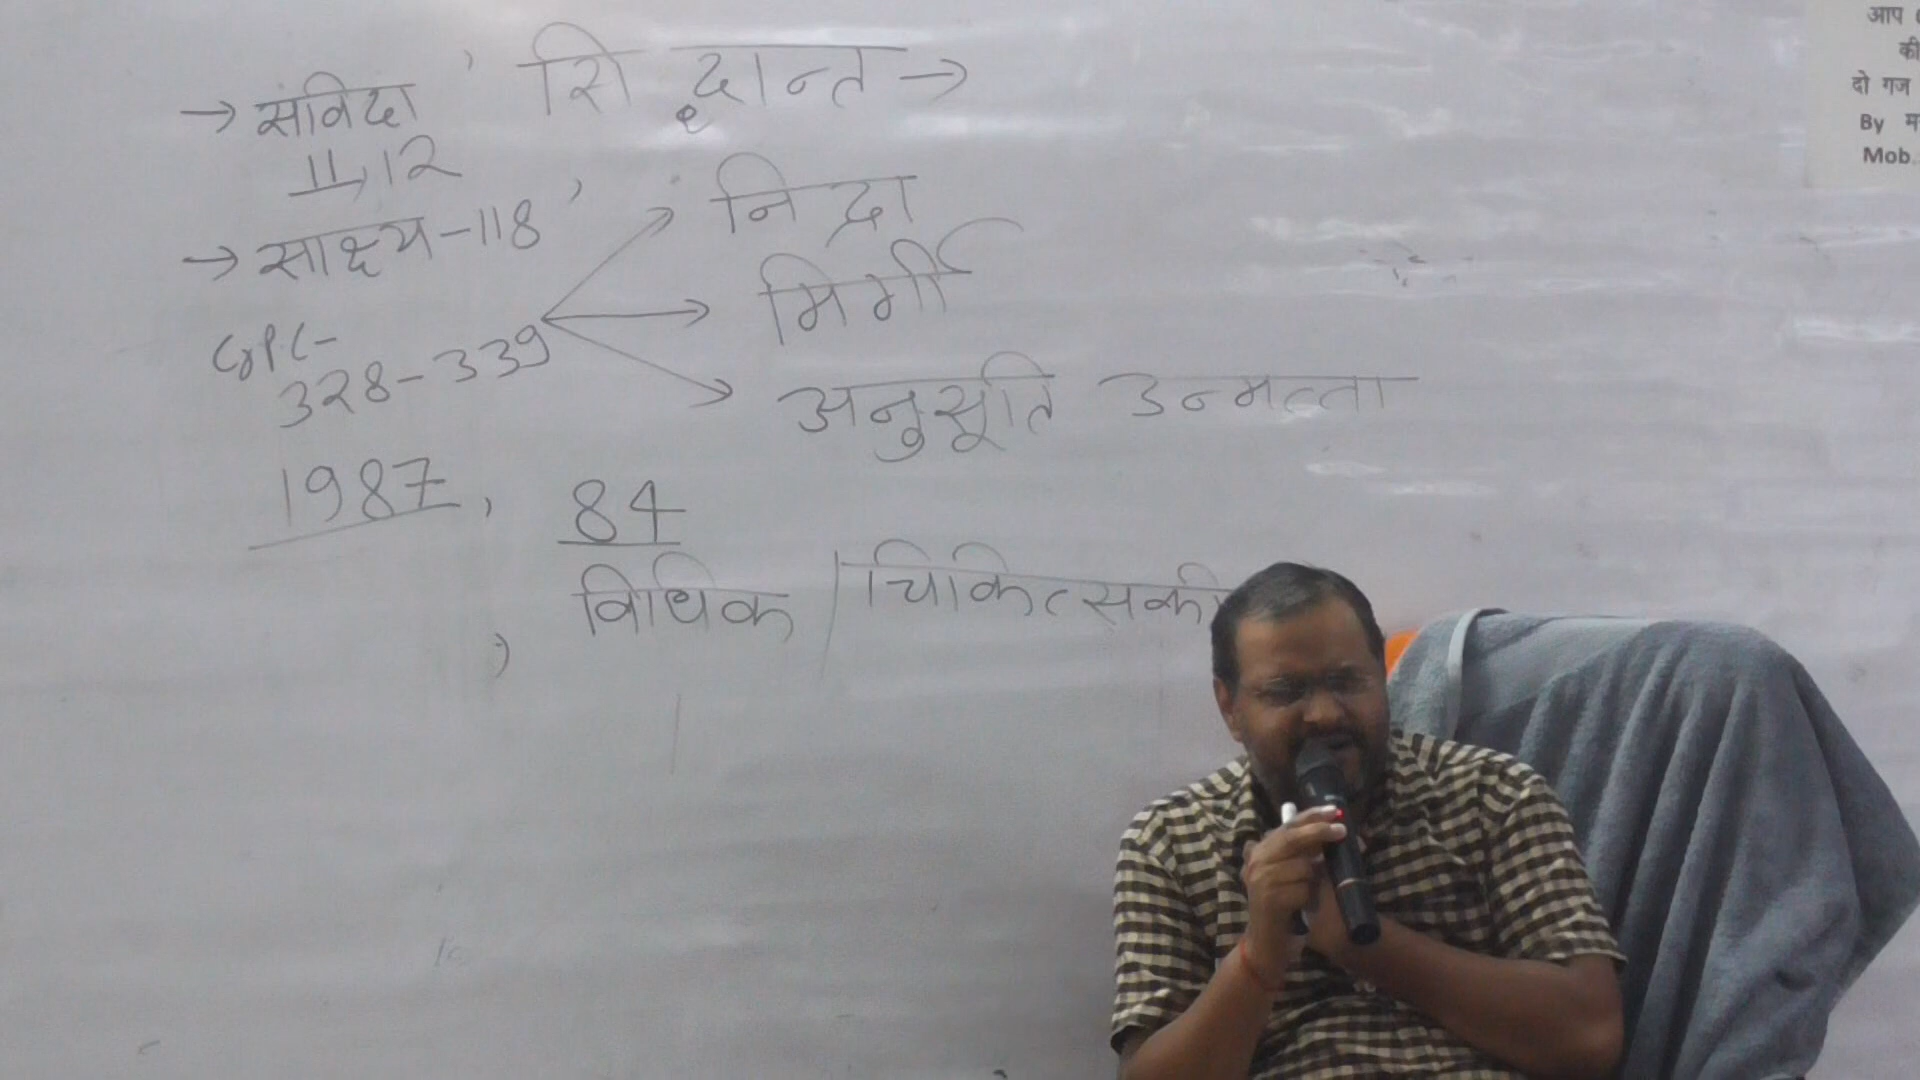 → संविदा ' सिद्धान्त →
11, 12
→ साक्ष्य-118 '
निद्रा
मिर्गी
CrPC-
328-339
अनुसूति उन्मत्ता
1987, 84
विधिक / चिकित्सकी
आप
की
दो गज
By
Mob.